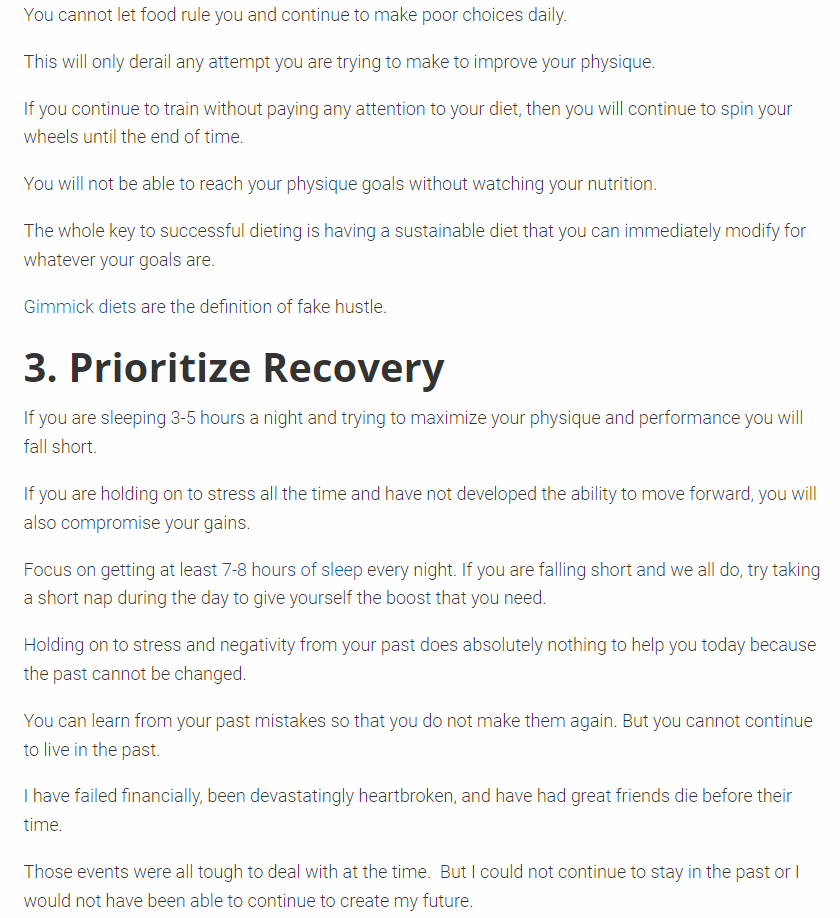 You cannot let food rule you and continue to make poor choices daily.
This will only derail any attempt you are trying to make to improve your physique.
If you continue to train without paying any attention to your diet, then you will continue to spin your
wheels until the end of time.
You will not be able to reach your physique goals without watching your nutrition.
The whole key to successful dieting is having a sustainable diet that you can immediately modify for
whatever your goals are.
Gimmick diets are the definition of fake hustle.
3. Prioritize Recovery
If you are sleeping 3-5 hours a night and trying to maximize your physique and performance you will
fall short.
If you are holding on to stress all the time and have not developed the ability to move forward, you will
also compromise your gains.
Focus on getting at least 7-8 hours of sleep every night. If you are falling short and we all do, try taking
a short nap during the day to give yourself the boost that you need.
Holding on to stress and negativity from your past does absolutely nothing to help you today because
the past cannot be changed.
You can learn from your past mistakes so that you do not make them again. But you cannot continue
to live in the past.
I have failed financially, been devastatingly heartbroken, and have had great friends die before their
time.
Those events were all tough to deal with at the time.  But I could not continue to stay in the past or I
would not have been able to continue to create my future.